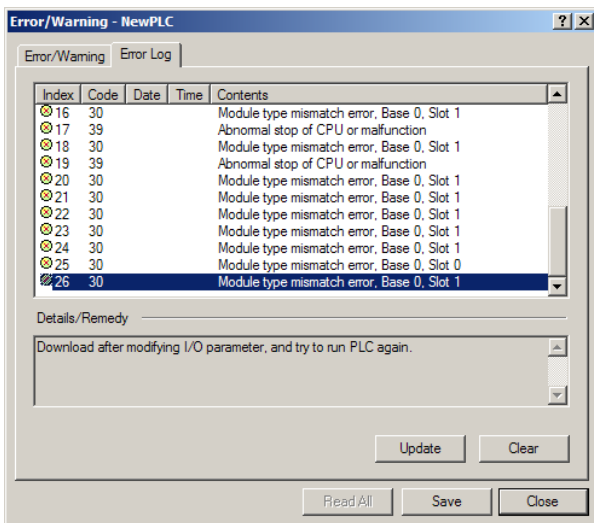 Error/Warning - NewPLC
Error/Warning Error Log
Index Code Date Time Contents
16 30 Module type mismatch error, Base 0, Slot 1
17 39 Abnormal stop of CPU or malfunction
18 30 Module type mismatch error, Base 0, Slot 1
19 39 Abnormal stop of CPU or malfunction
20 30 Module type mismatch error, Base 0, Slot 1
21 30 Module type mismatch error, Base 0, Slot 1
22 30 Module type mismatch error, Base 0, Slot 1
23 30 Module type mismatch error, Base 0, Slot 1
24 30 Module type mismatch error, Base 0, Slot 1
25 30 Module type mismatch error, Base 0, Slot 0
26 30 Module type mismatch error, Base 0, Slot 1
Details/Remedy
Download after modifying I/O parameter, and try to run PLC again.
Update Clear
Read All Save Close